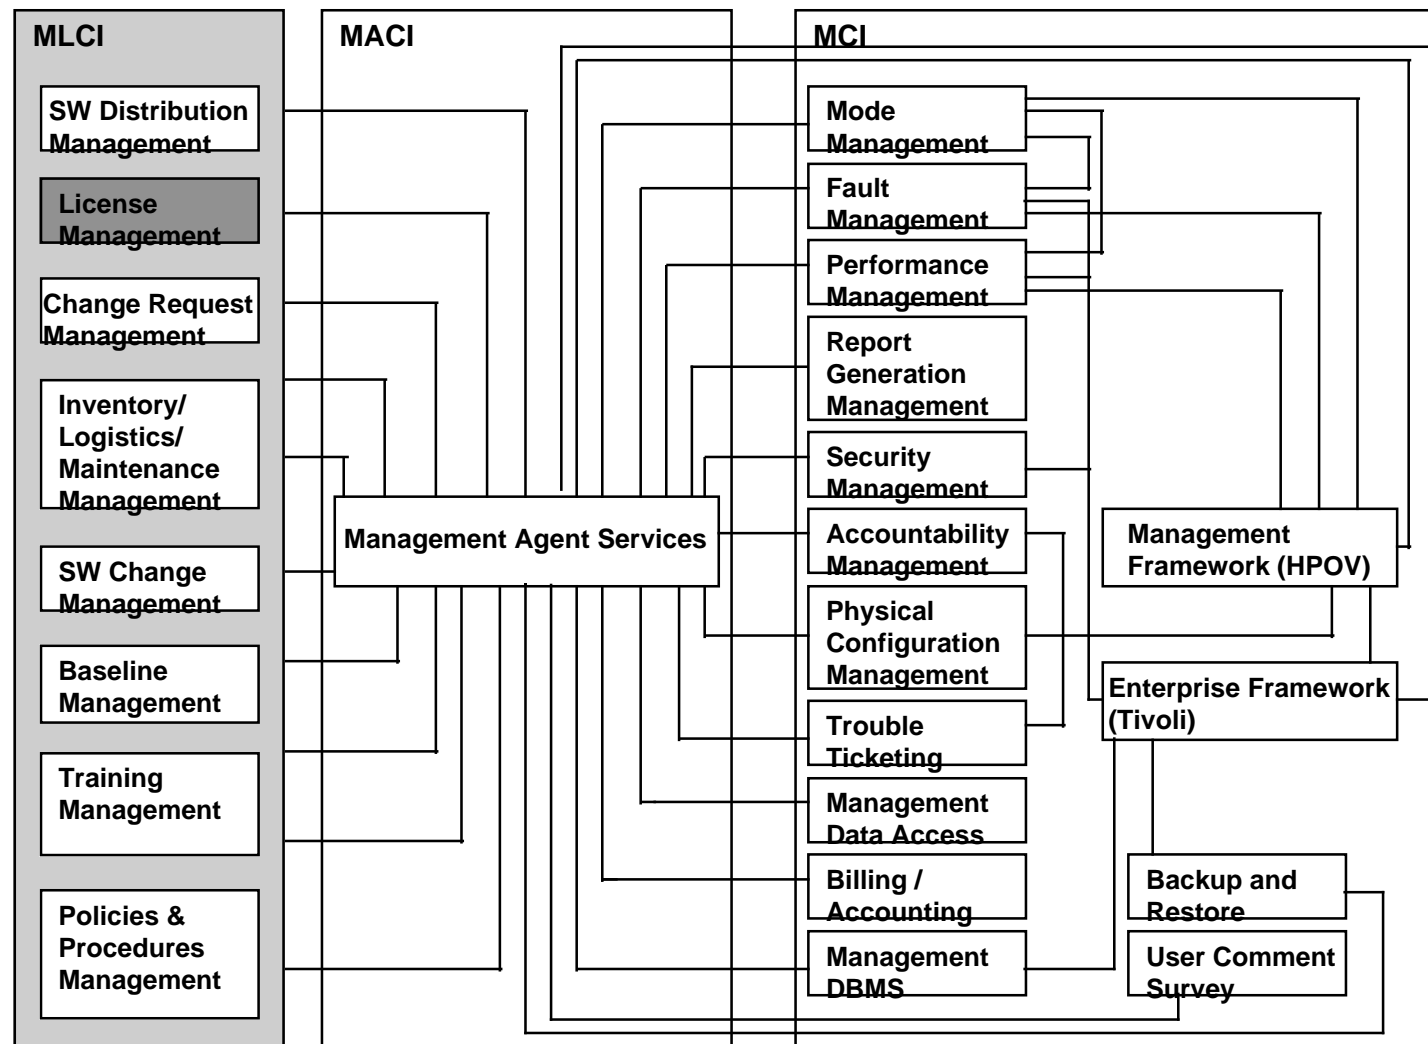 MLCI
SW Distribution
Management
License
Management
Change Request
Management
Inventory/
Logistics/
Maintenance
Management
SW Change
Management
Baseline
Management
Training
Management
Policies &
Procedures
Management
MACI
Management Agent Services
MCI
Mode
Management
Fault
Management
Performance
Management
Report
Generation
Management
Security
Management
Accountability
Management
Physical
Configuration
Management
Trouble
Ticketing
Management
Data Access
Billing /
Accounting
Management
DBMS
Management
Framework (HPOV)
Enterprise Framework
(Tivoli)
Backup and
Restore
User Comment
Survey